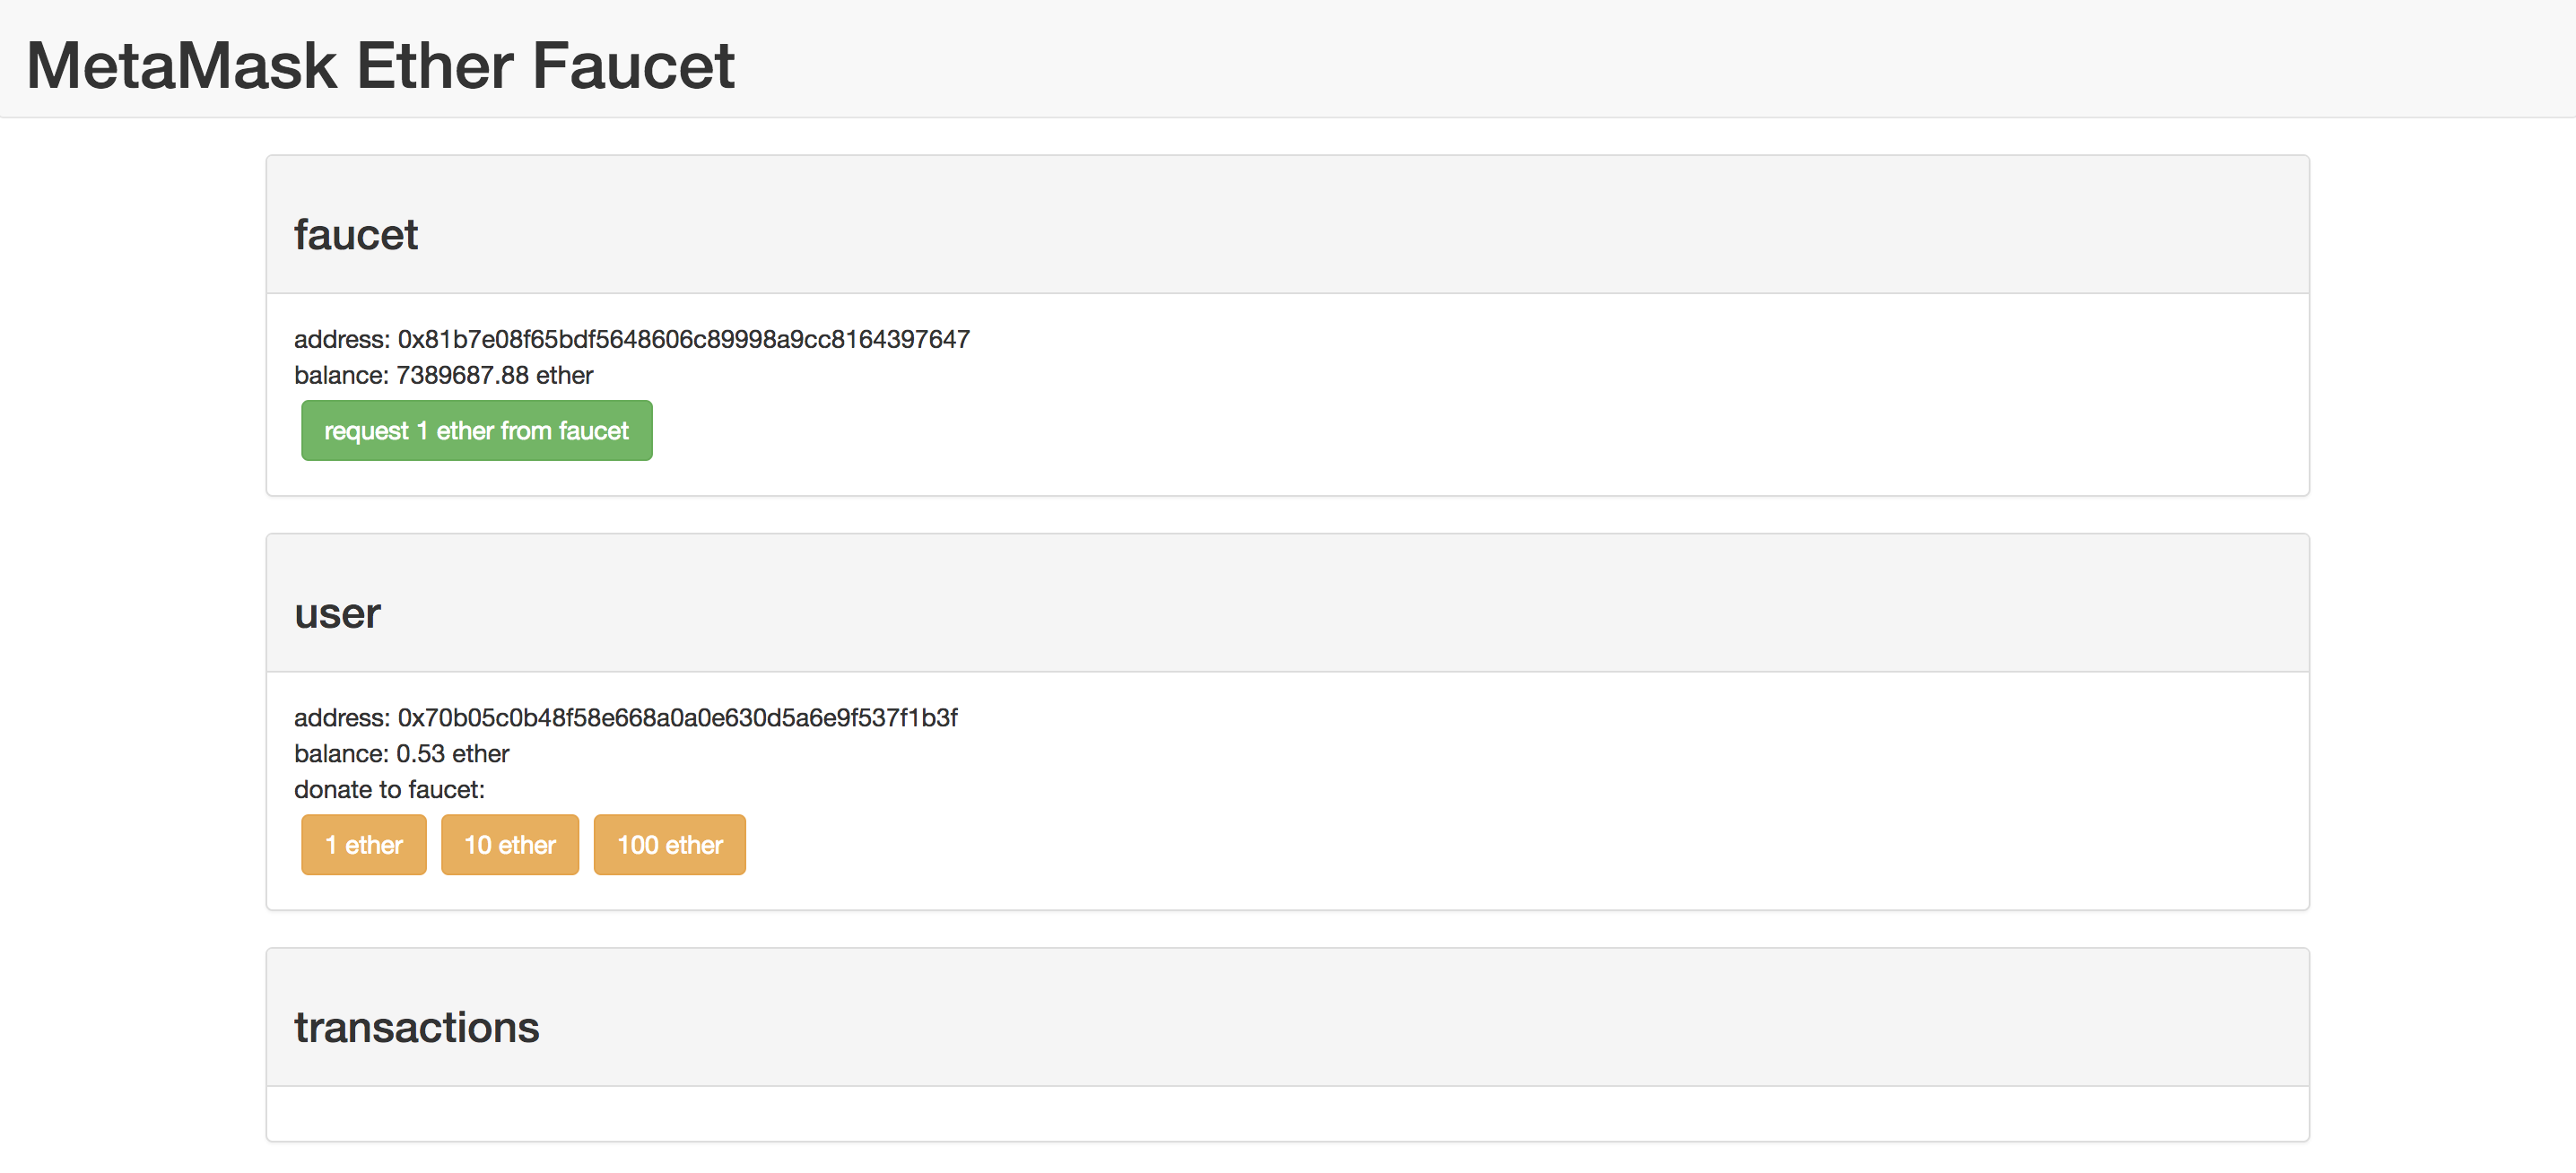 MetaMask Ether Faucet
faucet
address: 0x81b7e08f65bdf5648606c89998a9cc8164397647
balance: 7389687.88 ether
request 1 ether from faucet
user
address: 0x70b05c0b48f58e668a0a0e630d5a6e9f537f1b3f
balance: 0.53 ether
donate to faucet:
1 ether 10 ether 100 ether
transactions